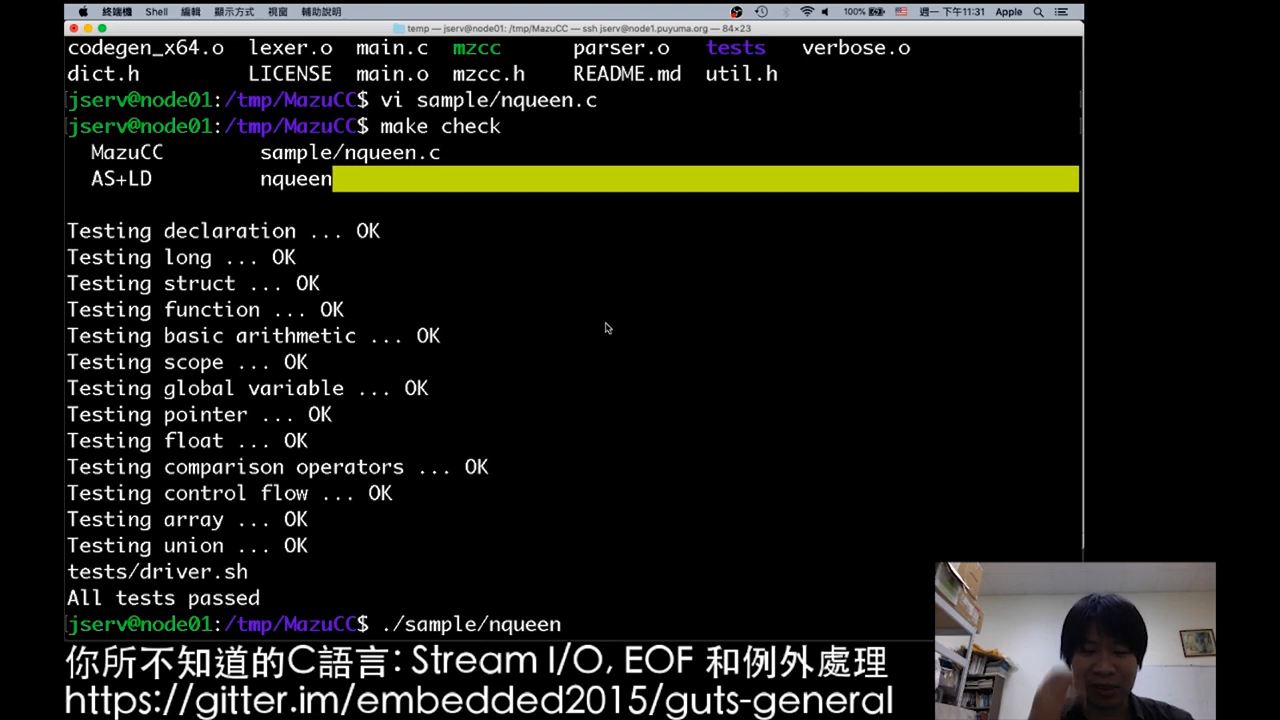 終端機 Shell 編輯 顯示方式 視窗 輔助說明 100% 週一 下午11:31 Apple
temp — jserv@node01: /tmp/MazuCC — ssh jserv@node1.puyuma.org — 84×23
codegen_x64.o lexer.o main.c mzcc parser.o tests verbose.o
dict.h LICENSE main.o mzcc.h README.md util.h
jserv@node01:/tmp/MazuCC$ vi sample/nqueen.c
jserv@node01:/tmp/MazuCC$ make check
MazuCC sample/nqueen.c
AS+LD nqueen
Testing declaration ... OK
Testing long ... OK
Testing struct ... OK
Testing function ... OK
Testing basic arithmetic ... OK
Testing scope ... OK
Testing global variable ... OK
Testing pointer ... OK
Testing float ... OK
Testing comparison operators ... OK
Testing control flow ... OK
Testing array ... OK
Testing union ... OK
tests/driver.sh
All tests passed
jserv@node01:/tmp/MazuCC$ ./sample/nqueen
你所不知道的C語言: Stream I/O, EOF 和例外處理
https://gitter.im/embedded2015/guts-general